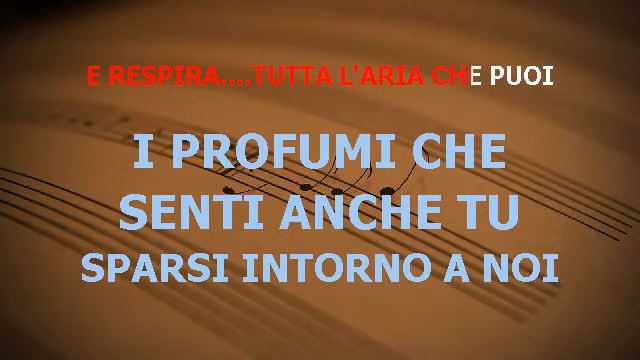 E RESPIRA....TUTTA L'ARIA CHE PUOI
I PROFUMI CHE
SENTI ANCHE TU
SPARSI INTORNO A NOI